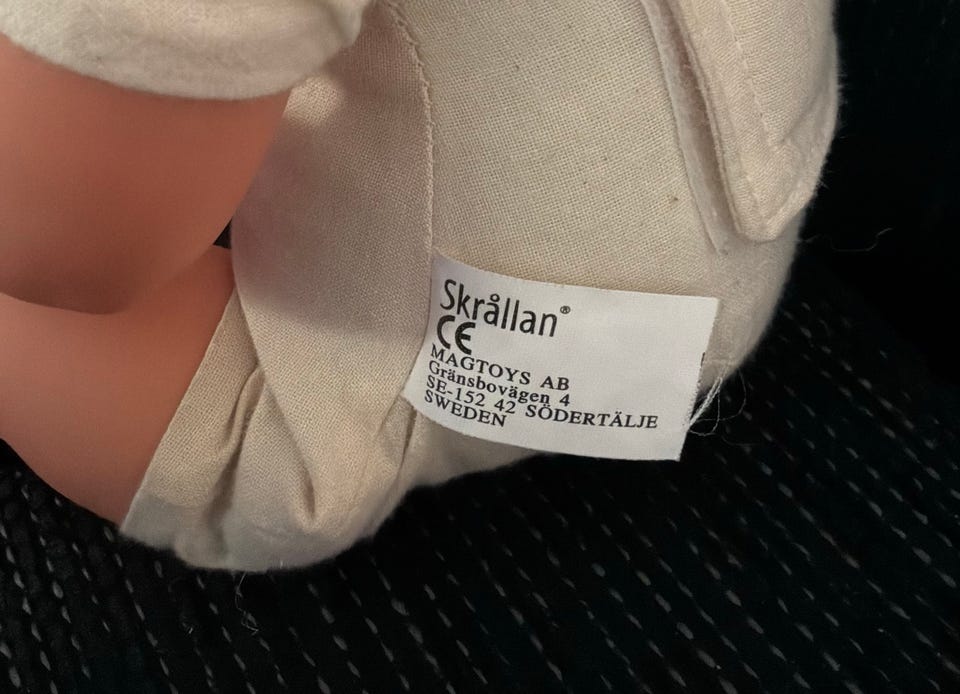 Skrållan®
CE
MAGTOYS AB
Gränsbovägen 4
SE-152 42 SÖDERTÄLJE
SWEDEN